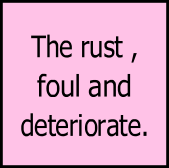 The rust ,
foul and
deteriorate.